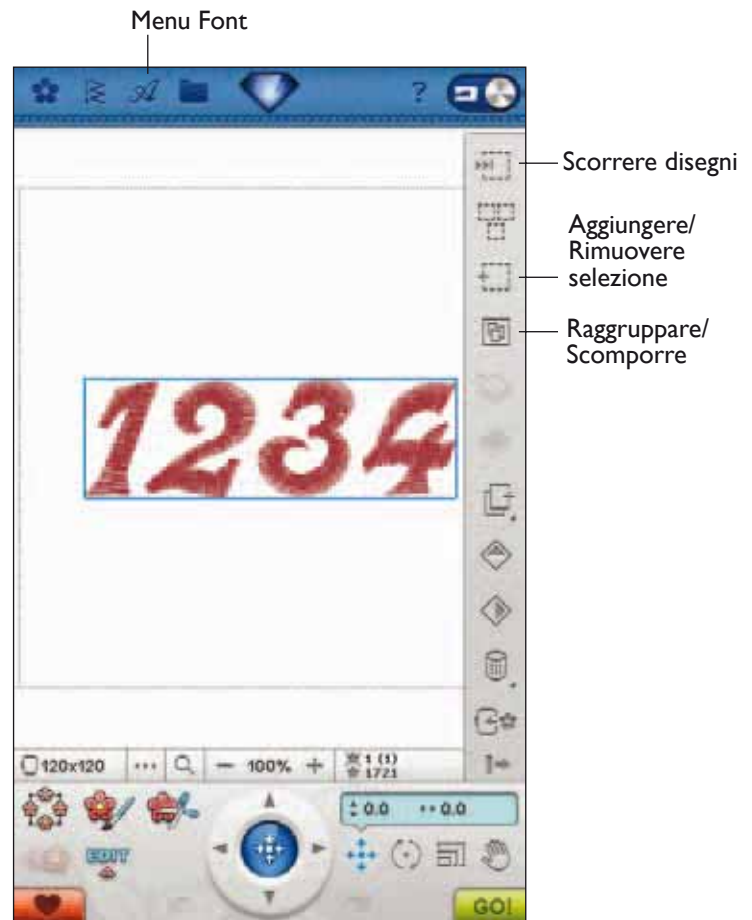 Menu Font
?
Scorrere disegni
Aggiungere/
Rimuovere
selezione
Raggruppare/
Scomporre
1234
120x120 ... - 100% + 1 (1)
1721
0.0 0.0
EDIT
GO!